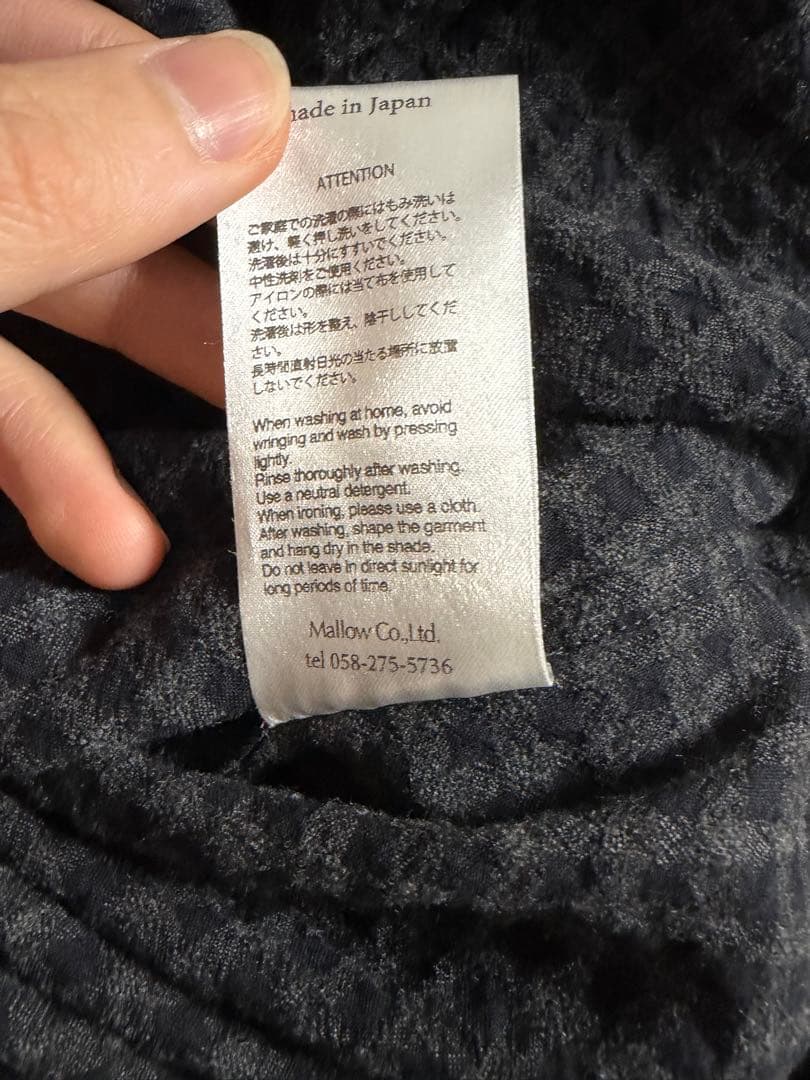 made in Japan
ATTENTION
ご家庭での洗濯の際にはもみ洗いは
避け、軽く押し洗いをしてください。
洗濯後は十分にすすいでください。
中性洗剤をご使用ください。
アイロンの際には当て布を使用して
ください。
洗濯後は形を整え、陰干ししてくだ
さい。
長時間直射日光の当たる場所に放置
しないでください。
When washing at home, avoid
wringing and wash by pressing
lightly.
Rinse thoroughly after washing.
Use a neutral detergent.
When ironing, please use a cloth.
After washing, shape the garment
and hang dry in the shade.
Do not leave in direct sunlight for
long periods of time.
Mallow Co.,Ltd.
tel 058-275-5736